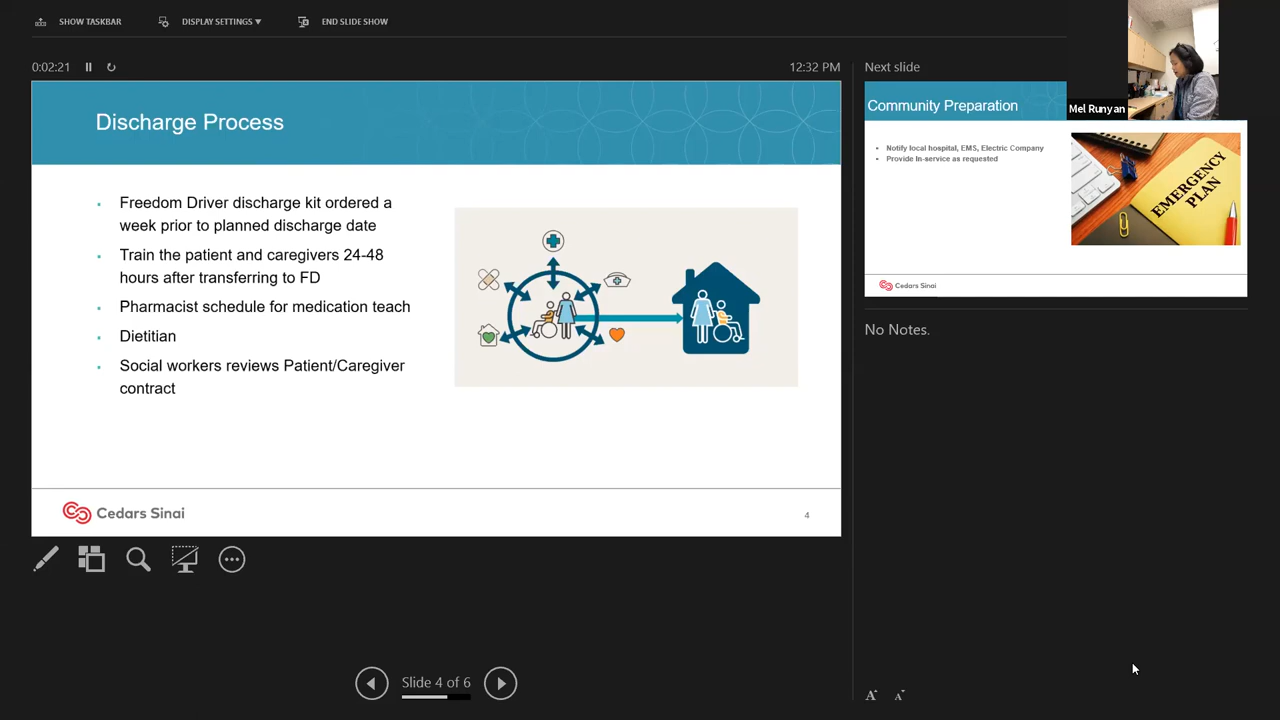 SHOW TASKBAR
DISPLAY SETTINGS
END SLIDE SHOW
0:02:21
12:32 PM
Discharge Process
Freedom Driver discharge kit ordered a
week prior to planned discharge date
Train the patient and caregivers 24-48
hours after transferring to FD
Pharmacist schedule for medication teach
Dietitian
Social workers reviews Patient/Caregiver
contract
Cedars Sinai
4
Slide 4 of 6
Next slide
Mel Runyan
Community Preparation
Notify local hospital, EMS, Electric Company
Provide In-service as requested
EMERGENCY
PLAN
Cedars Sinai
No Notes.
A
A